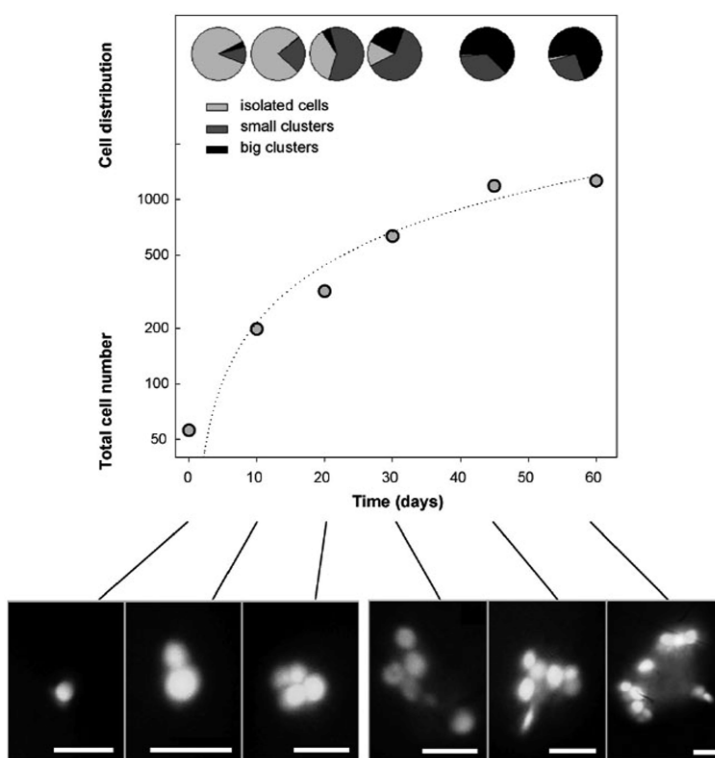 Cell distribution
isolated cells
small clusters
big clusters
Total cell number
1000
500
200
100
50
0 10 20 30 40 50 60
Time (days)